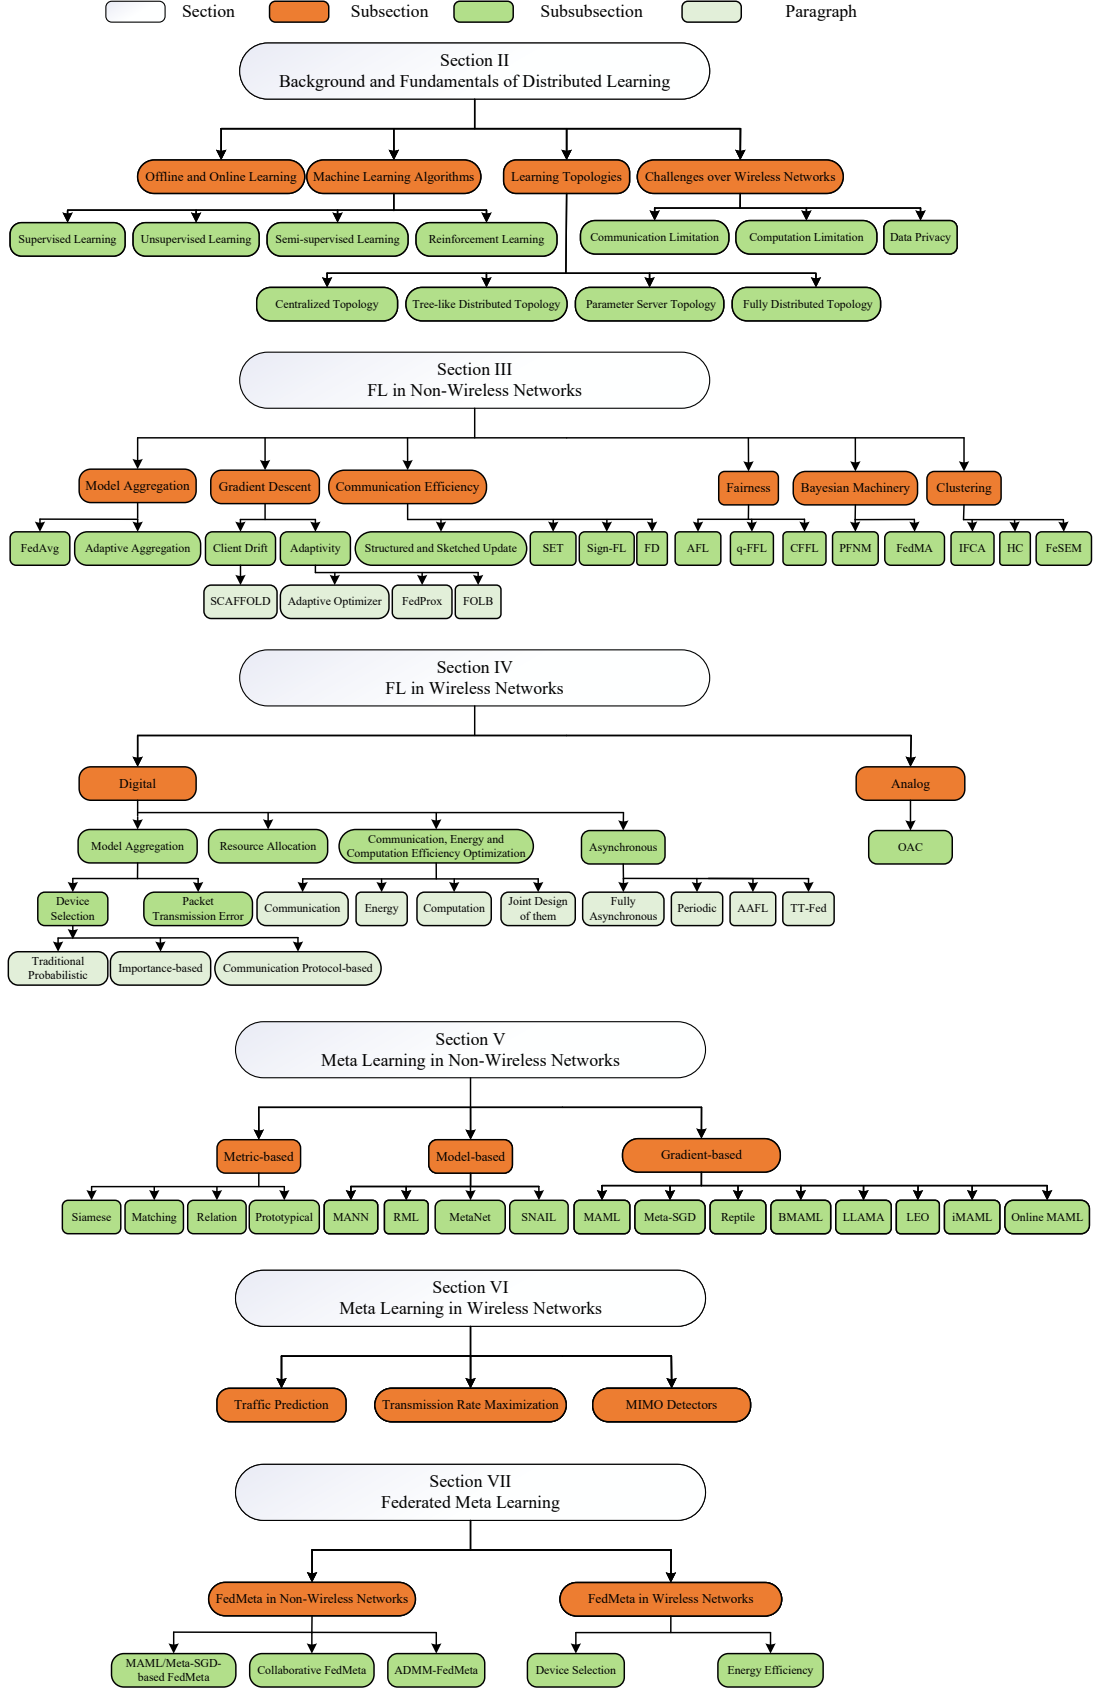 Section
Subsection
Subsubsection
Paragraph
Section II
Background and Fundamentals of Distributed Learning
Offline and Online Learning
Machine Learning Algorithms
Learning Topologies
Challenges over Wireless Networks
Supervised Learning
Unsupervised Learning
Semi-supervised Learning
Reinforcement Learning
Communication Limitation
Computation Limitation
Data Privacy
Centralized Topology
Tree-like Distributed Topology
Parameter Server Topology
Fully Distributed Topology
Section III
FL in Non-Wireless Networks
Model Aggregation
Gradient Descent
Communication Efficiency
Fairness
Bayesian Machinery
Clustering
FedAvg
Adaptive Aggregation
Client Drift
Adaptivity
Structured and Sketched Update
SET
Sign-FL
FD
AFL
q-FFL
CFFL
PFNM
FedMA
IFCA
HC
FeSEM
SCAFFOLD
Adaptive Optimizer
FedProx
FOLB
Section IV
FL in Wireless Networks
Digital
Analog
Model Aggregation
Resource Allocation
Communication, Energy and
Computation Efficiency Optimization
Asynchronous
OAC
Device
Selection
Packet
Transmission Error
Communication
Energy
Computation
Joint Design
of them
Fully
Asynchronous
Periodic
AAFL
TT-Fed
Traditional
Probabilistic
Importance-based
Communication Protocol-based
Section V
Meta Learning in Non-Wireless Networks
Metric-based
Model-based
Gradient-based
Siamese
Matching
Relation
Prototypical
MANN
RML
MetaNet
SNAIL
MAML
Meta-SGD
Reptile
BMAML
LLAMA
LEO
iMAML
Online MAML
Section VI
Meta Learning in Wireless Networks
Traffic Prediction
Transmission Rate Maximization
MIMO Detectors
Section VII
Federated Meta Learning
FedMeta in Non-Wireless Networks
FedMeta in Wireless Networks
MAML/Meta-SGD-
based FedMeta
Collaborative FedMeta
ADMM-FedMeta
Device Selection
Energy Efficiency